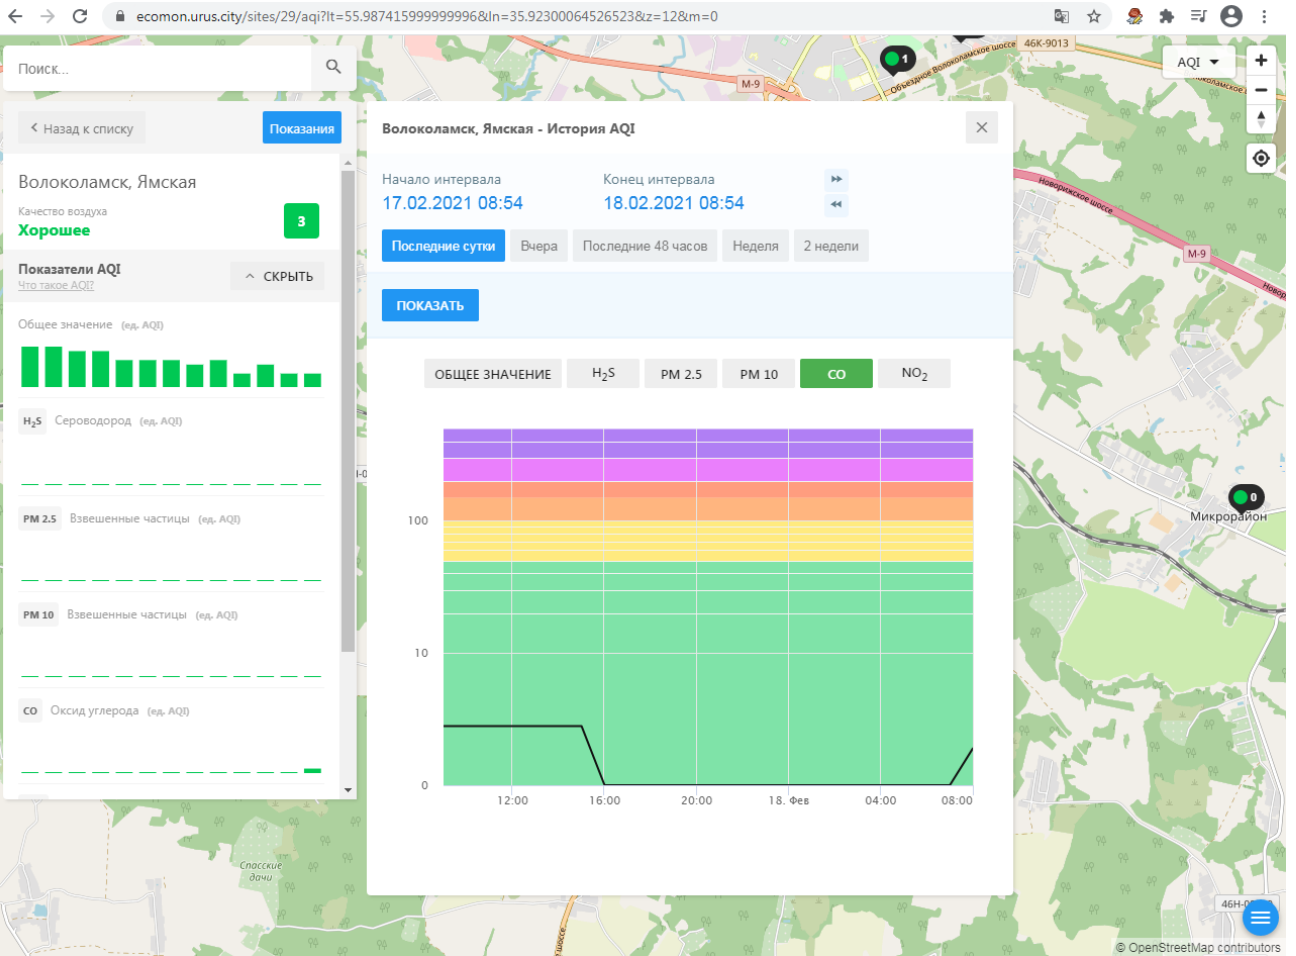 ecomon.urus.city/sites/29/aqi?lt=55.987415999999996&ln=35.92300064526523&z=12&m=0
Поиск...
Назад к списку
Показания
Волоколамск, Ямская
Качество воздуха
Хорошее
3
Показатели AQI
Что такое AQI?
СКРЫТЬ
Общее значение (ед. AQI)
H2S Сероводород (ед. AQI)
PM 2.5 Взвешенные частицы (ед. AQI)
PM 10 Взвешенные частицы (ед. AQI)
CO Оксид углерода (ед. AQI)
Волоколамск, Ямская - История AQI
Начало интервала
17.02.2021 08:54
Конец интервала
18.02.2021 08:54
Последние сутки
Вчера
Последние 48 часов
Неделя
2 недели
ПОКАЗАТЬ
ОБЩЕЕ ЗНАЧЕНИЕ
H2S
PM 2.5
PM 10
CO
NO2
100
10
0
12:00
16:00
20:00
18. Фев
04:00
08:00
M-9
1
Объездное Волоколамское шоссе
46К-9013
AQI
Новорижское шоссе
M-9
0
Микрорайон
Спасские
дачи
шоссе
© OpenStreetMap contributors